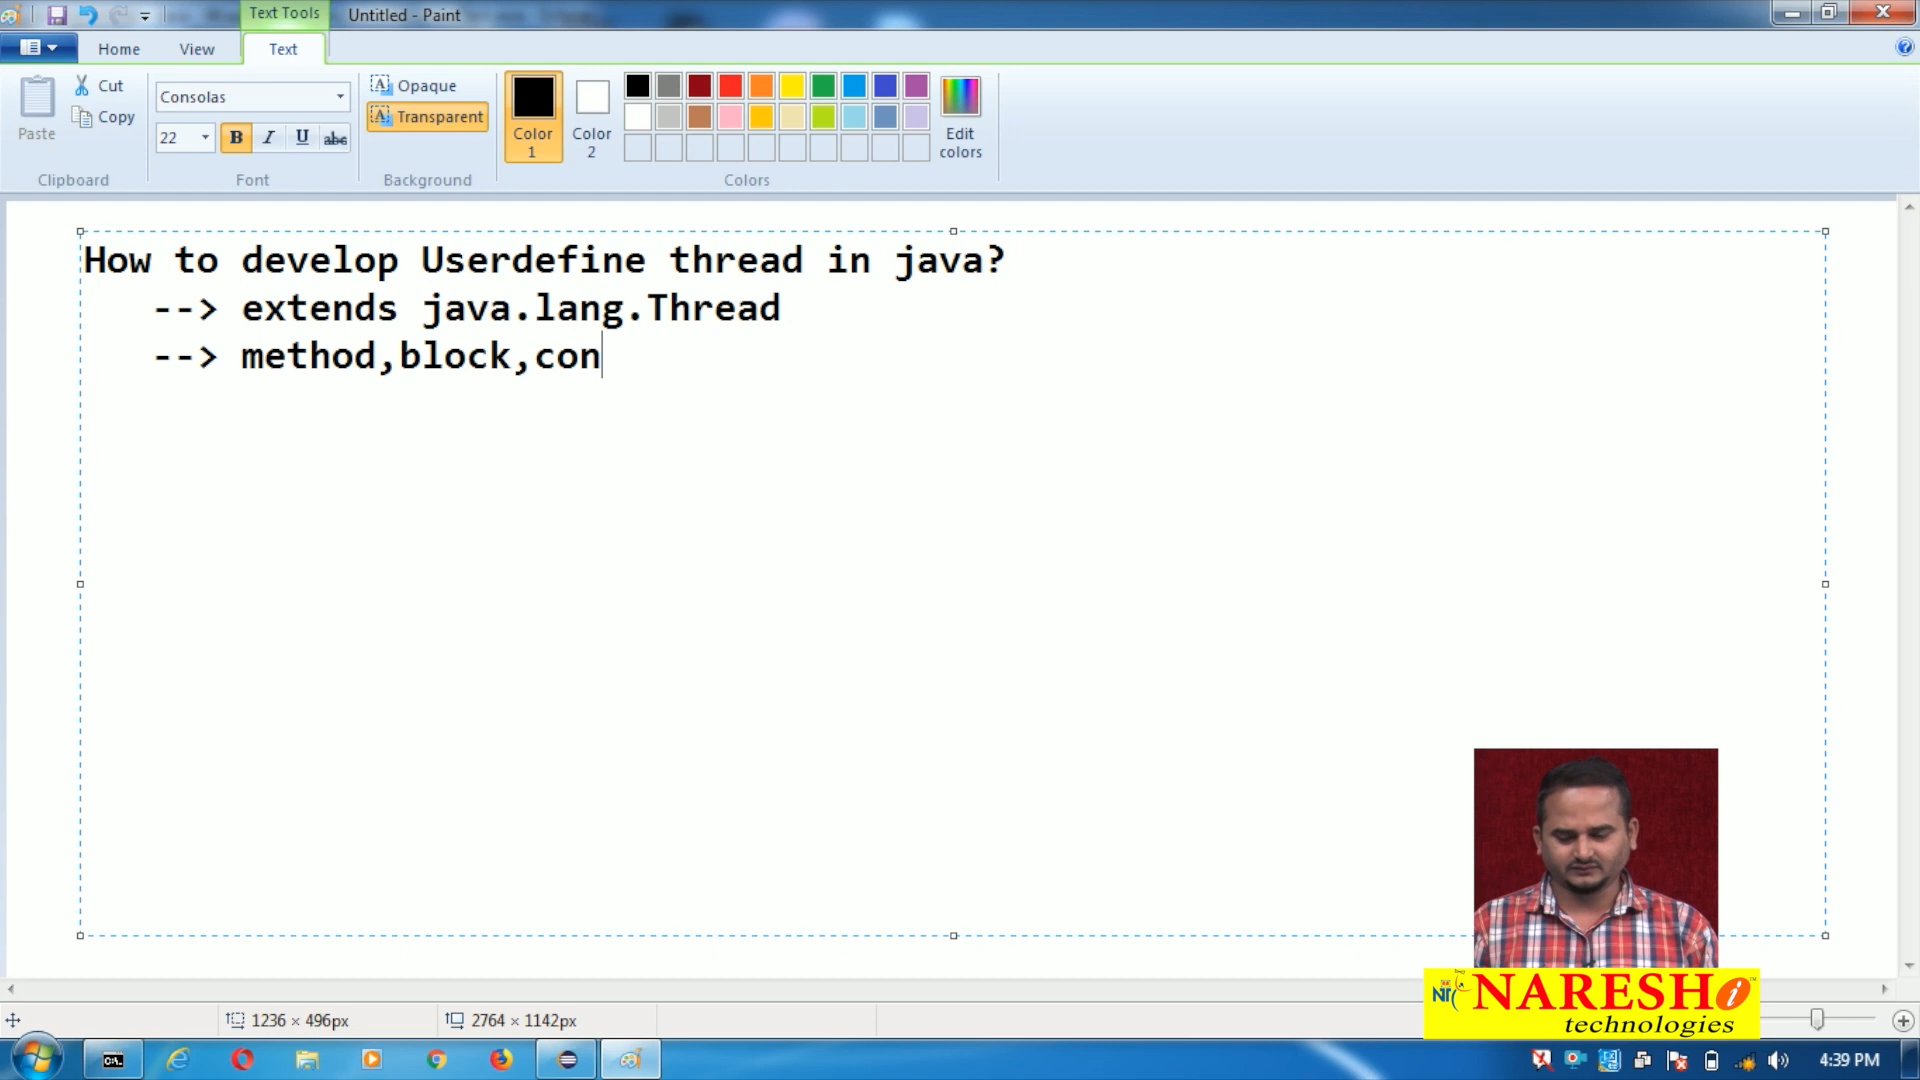 Text Tools
Untitled - Paint
Home
View
Text
Paste
Cut
Copy
Clipboard
Consolas
22
B
I
U
abc
Font
A Opaque
A Transparent
Background
Color
1
Color
2
Edit
colors
Colors
How to develop Userdefine thread in java?
--> extends java.lang.Thread
--> method,block,con
NARESH i
technologies
1236 × 496px
2764 × 1142px
4:39 PM